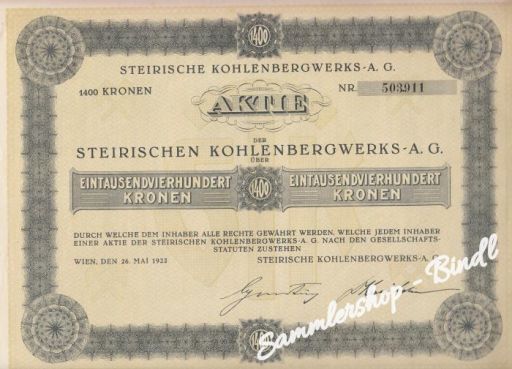 1400
STEIRISCHE KOHLENBERGWERKS-A. G.
1400 KRONEN
NR. 503911
AKTIE
DER
STEIRISCHEN KOHLENBERGWERKS-A. G.
ÜBER
EINTAUSENDVIERHUNDERT
KRONEN
1400
EINTAUSENDVIERHUNDERT
KRONEN
DURCH WELCHE DEM INHABER ALLE RECHTE GEWÄHRT WERDEN, WELCHE JEDEM INHABER
EINER AKTIE DER STEIRISCHEN KOHLENBERGWERKS-A. G. NACH DEN GESELLSCHAFTS-
STATUTEN ZUSTEHEN
WIEN, DEN 26. MAI 1923
STEIRISCHE KOHLENBERGWERKS-A. G.
1400
Sammlershop - Bindl